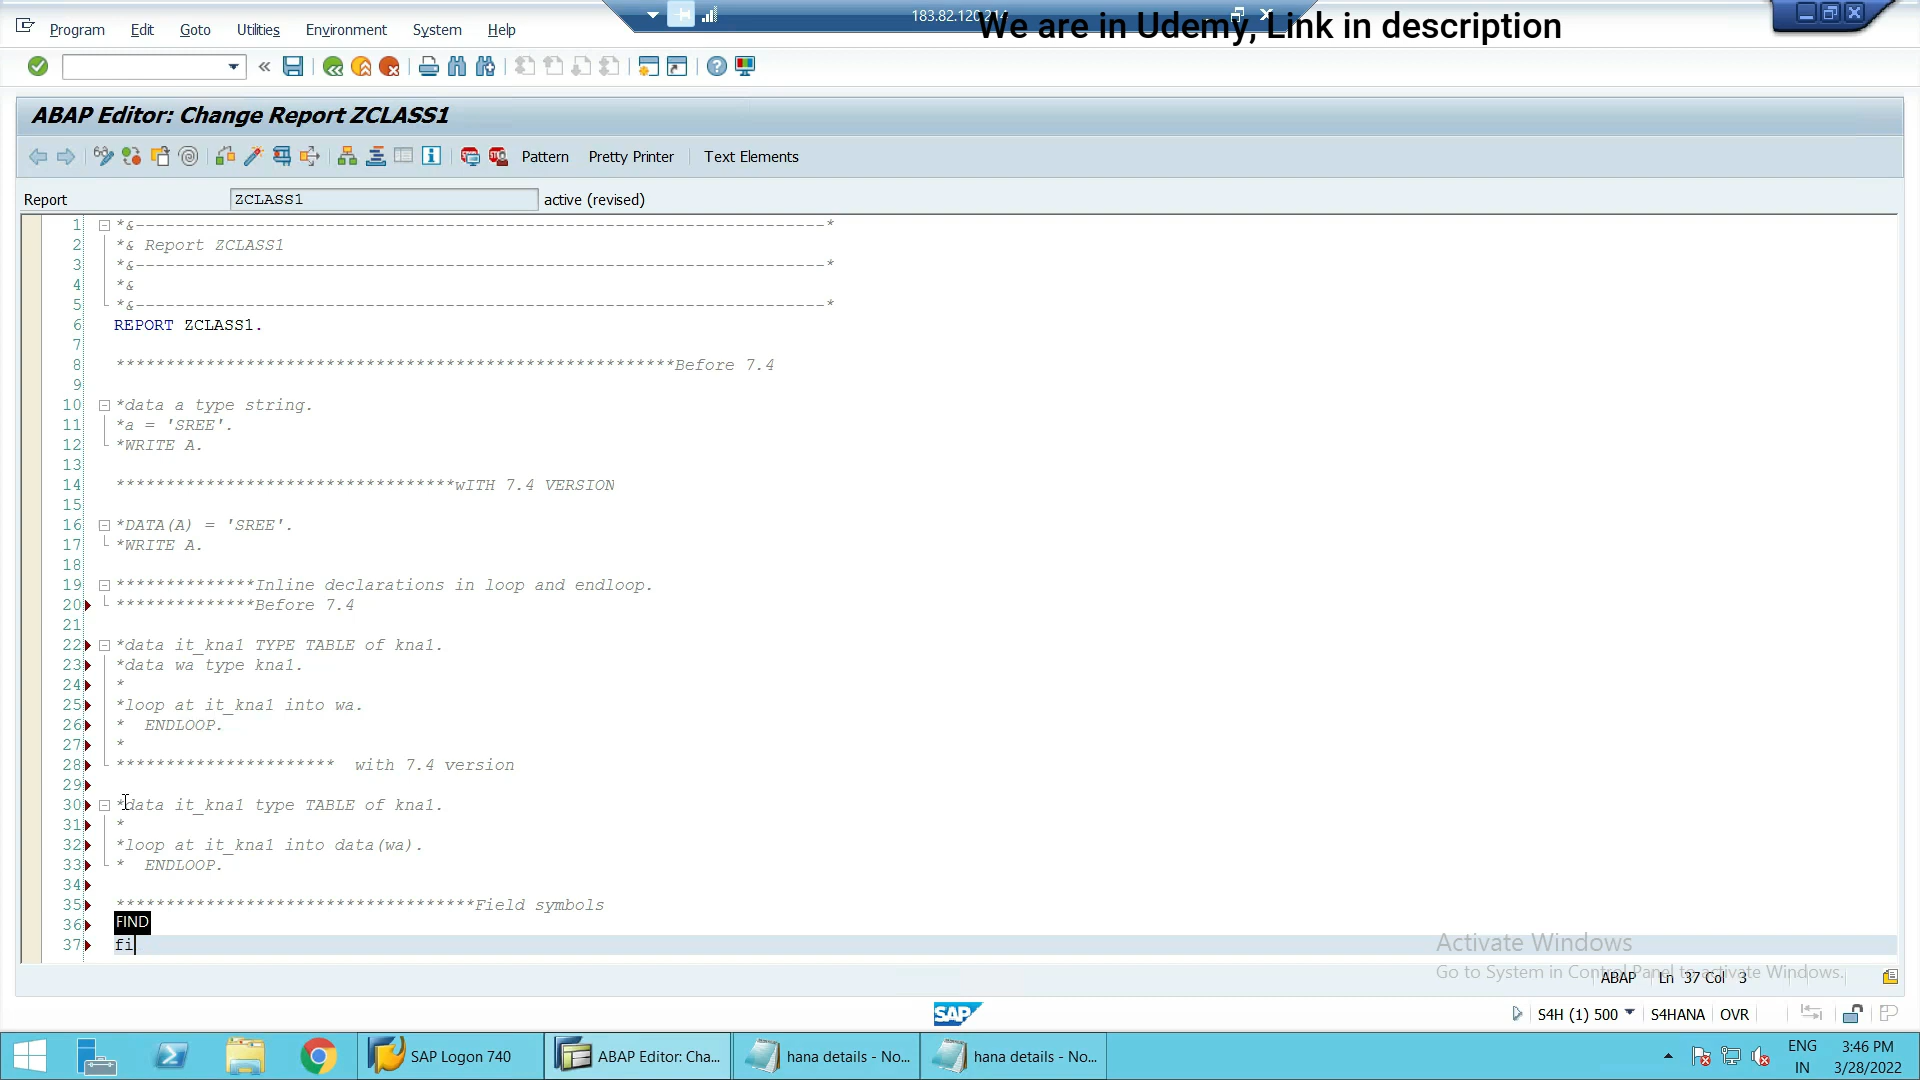 183.82.120.214
We are in Udemy, Link in description
Program Edit Goto Utilities Environment System Help
ABAP Editor: Change Report ZCLASS1
Pattern Pretty Printer Text Elements
Report ZCLASS1 active (revised)
1 *&---------------------------------------------------------------------*
2 *& Report ZCLASS1
3 *&---------------------------------------------------------------------*
4 *&
5 *&---------------------------------------------------------------------*
6 REPORT ZCLASS1.
7
8 ********************************************************Before 7.4
9
10 *data a type string.
11 *a = 'SREE'.
12 *WRITE A.
13
14 **********************************wITH 7.4 VERSION
15
16 *DATA(A) = 'SREE'.
17 *WRITE A.
18
19 **************Inline declarations in loop and endloop.
20 **************Before 7.4
21
22 *data it_kna1 TYPE TABLE of kna1.
23 *data wa type kna1.
24 *
25 *loop at it_kna1 into wa.
26 * ENDLOOP.
27 *
28 ********************** with 7.4 version
29
30 *data it_kna1 type TABLE of kna1.
31 *
32 *loop at it_kna1 into data(wa).
33 * ENDLOOP.
34
35 ************************************Field symbols
36 FIND
37 fi
Activate Windows
Go to System in Control Panel to activate Windows.
ABAP Ln 37 Col 3
SAP
S4H (1) 500 S4HANA OVR
SAP Logon 740 ABAP Editor: Cha... hana details - No... hana details - No...
ENG IN
3:46 PM
3/28/2022